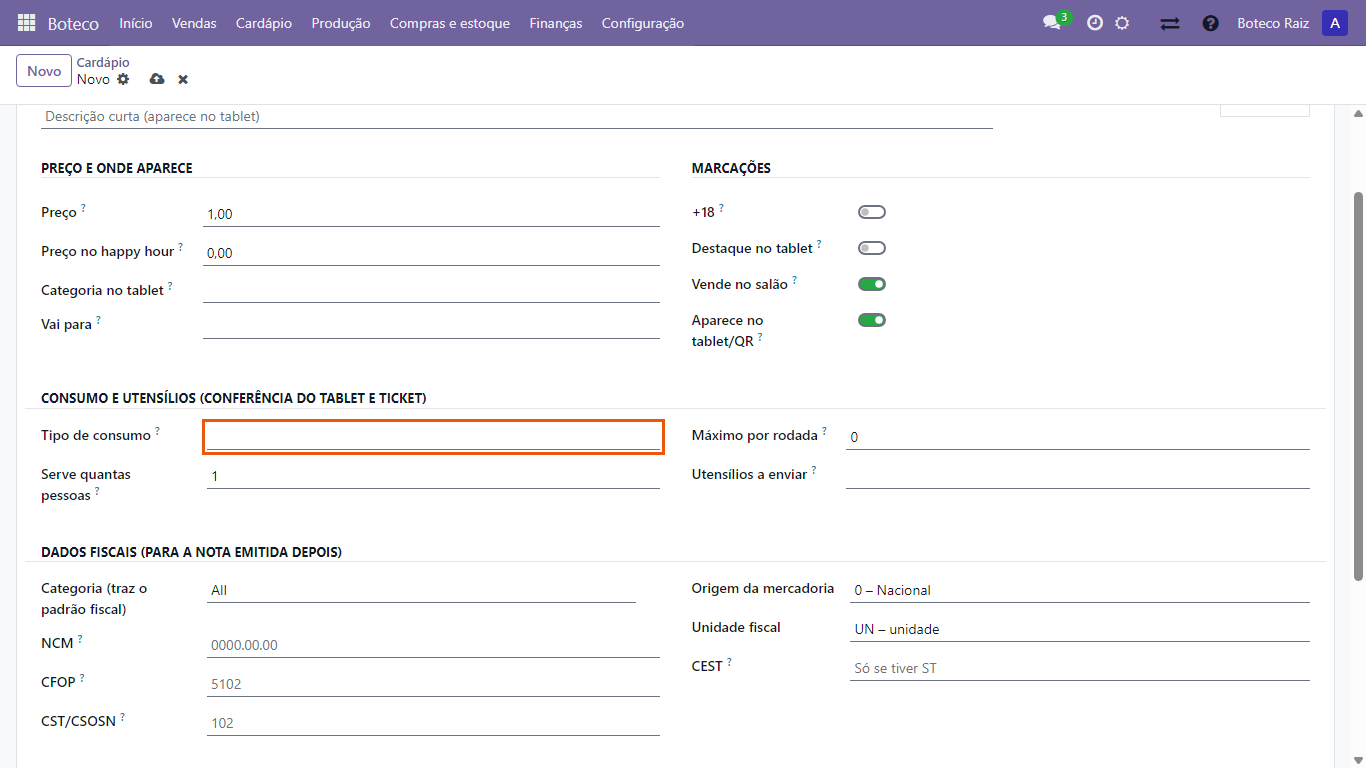 Boteco Início Vendas Cardápio Produção Compras e estoque Finanças Configuração 3 Boteco Raiz A
Novo Cardápio
Novo
Descrição curta (aparece no tablet)
PREÇO E ONDE APARECE
Preço ? 1,00
Preço no happy hour ? 0,00
Categoria no tablet ?
Vai para ?
MARCAÇÕES
+18 ?
Destaque no tablet ?
Vende no salão ?
Aparece no
tablet/QR ?
CONSUMO E UTENSÍLIOS (CONFERÊNCIA DO TABLET E TICKET)
Tipo de consumo ?
Serve quantas
pessoas ? 1
Máximo por rodada ? 0
Utensílios a enviar ?
DADOS FISCAIS (PARA A NOTA EMITIDA DEPOIS)
Categoria (traz o
padrão fiscal) All
NCM ? 0000.00.00
CFOP ? 5102
CST/CSOSN ? 102
Origem da mercadoria 0 – Nacional
Unidade fiscal UN – unidade
CEST ? Só se tiver ST